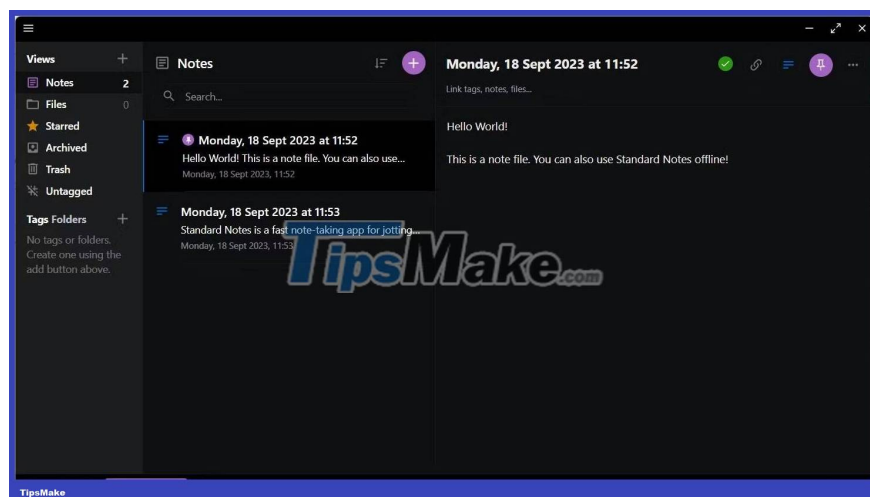 Views
Notes 2
Files 0
Starred
Archived
Trash
Untagged
Tags Folders
No tags or folders.
Create one using the
add button above.
Notes
Search...
Monday, 18 Sept 2023 at 11:52
Hello World! This is a note file. You can also use...
Monday, 18 Sept 2023, 11:52
Monday, 18 Sept 2023 at 11:53
Standard Notes is a fast note-taking app for jotting...
Monday, 18 Sept 2023, 11:53
Monday, 18 Sept 2023 at 11:52
Link tags, notes, files...
Hello World!
This is a note file. You can also use Standard Notes offline!
TipsMake.com
TipsMake